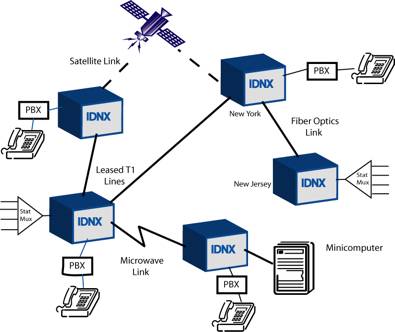 Satellite Link
PBX
IDNX
IDNX
New York
PBX
Fiber Optics
Link
Leased T1
Lines
New Jersey
IDNX
Stat
Mux
Stat
Mux
IDNX
PBX
Microwave
Link
IDNX
PBX
Minicomputer